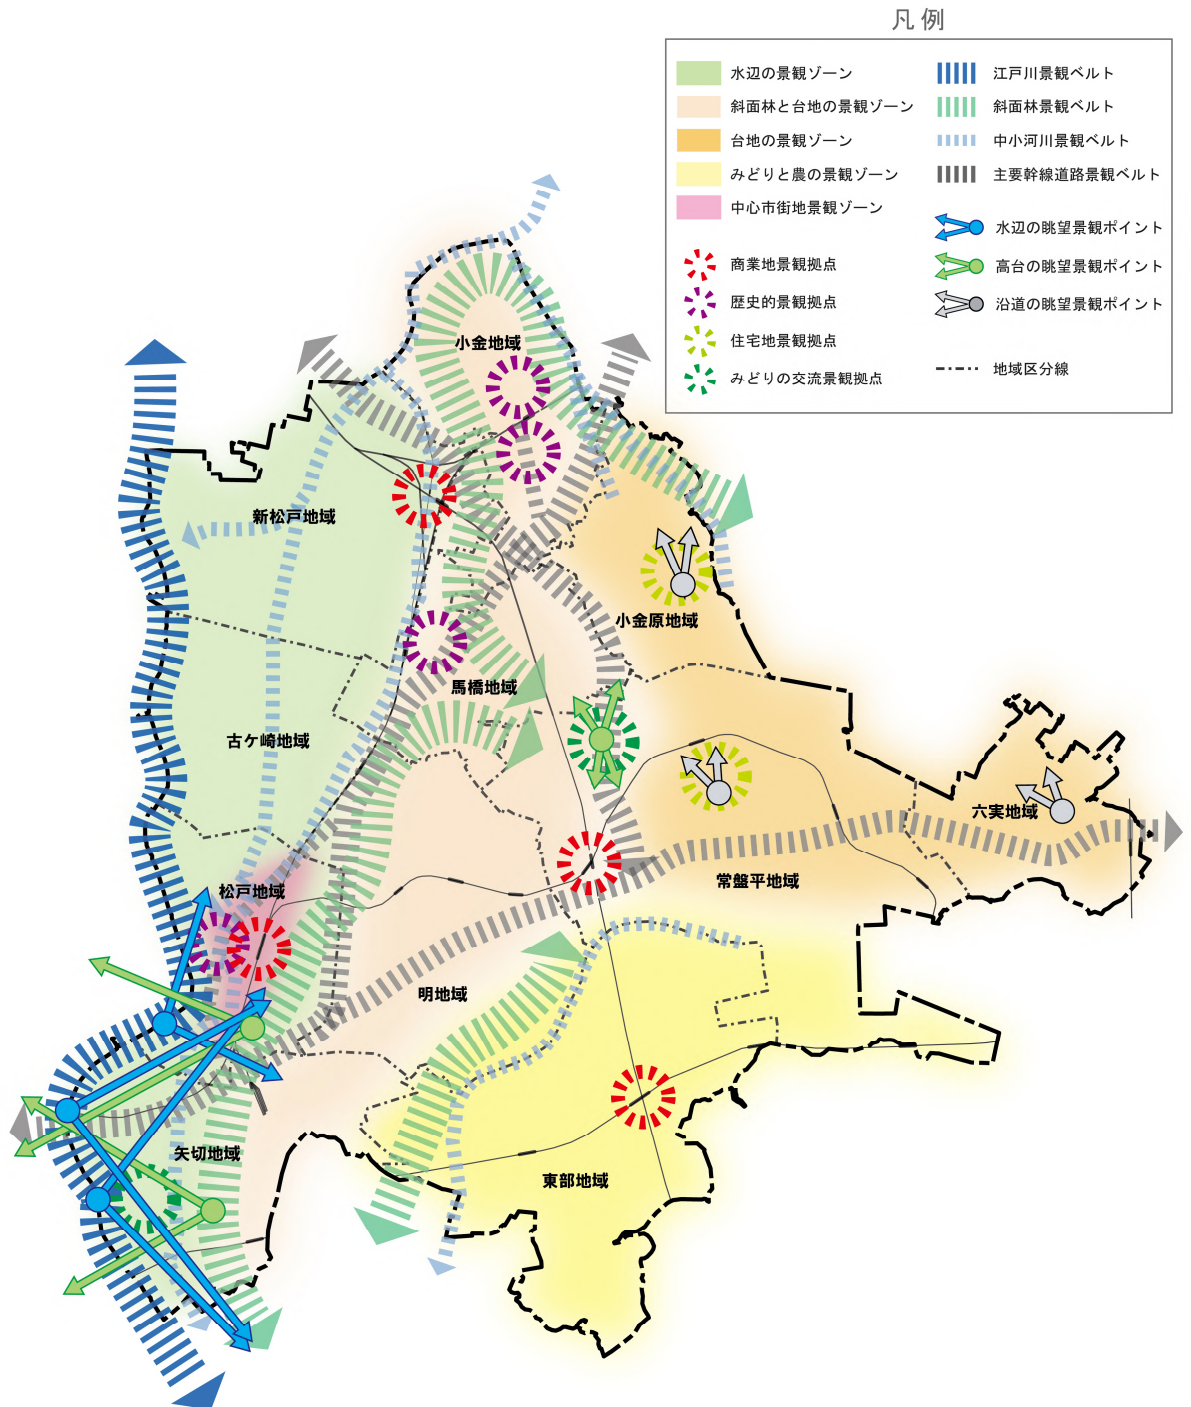 凡例
水辺の景観ゾーン
斜面林と台地の景観ゾーン
台地の景観ゾーン
みどりと農の景観ゾーン
中心市街地景観ゾーン
商業地景観拠点
歴史的景観拠点
住宅地景観拠点
みどりの交流景観拠点
江戸川景観ベルト
斜面林景観ベルト
中小河川景観ベルト
主要幹線道路景観ベルト
水辺の眺望景観ポイント
高台の眺望景観ポイント
沿道の眺望景観ポイント
地域区分線
小金地域
新松戸地域
小金原地域
馬橋地域
古ケ崎地域
六実地域
常盤平地域
松戸地域
明地域
矢切地域
東部地域